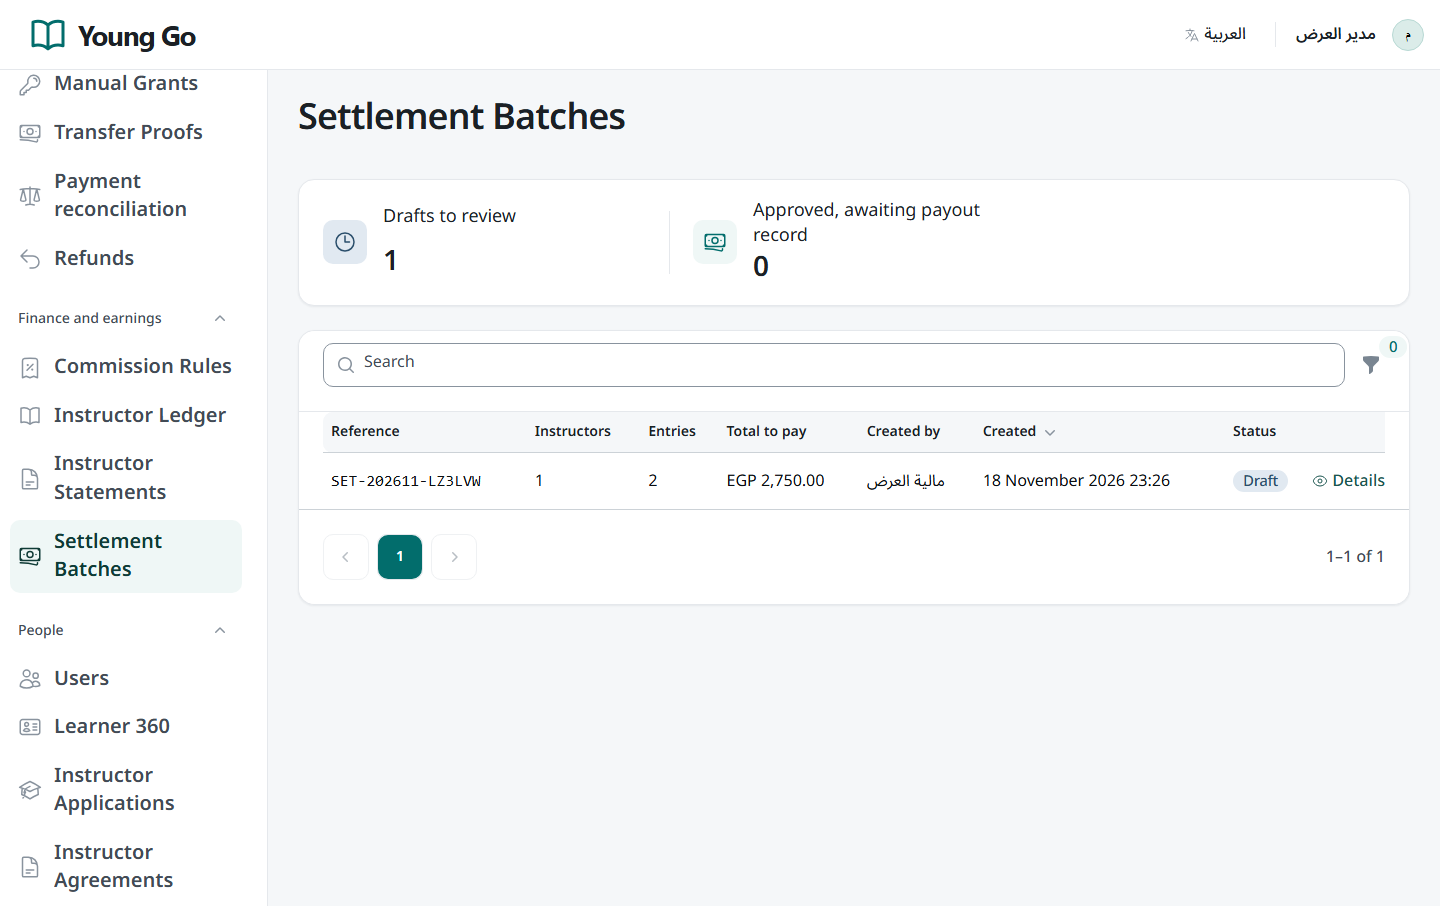 Young Go
العربية
مدير العرض
م
Manual Grants
Transfer Proofs
Payment
reconciliation
Refunds
Finance and earnings
Commission Rules
Instructor Ledger
Instructor
Statements
Settlement
Batches
People
Users
Learner 360
Instructor
Applications
Instructor
Agreements
Settlement Batches
Drafts to review
1
Approved, awaiting payout
record
0
Search
0
Reference Instructors Entries Total to pay Created by Created Status
SET-202611-LZ3LVW 1 2 EGP 2,750.00 مالية العرض 18 November 2026 23:26 Draft Details
1
1–1 of 1